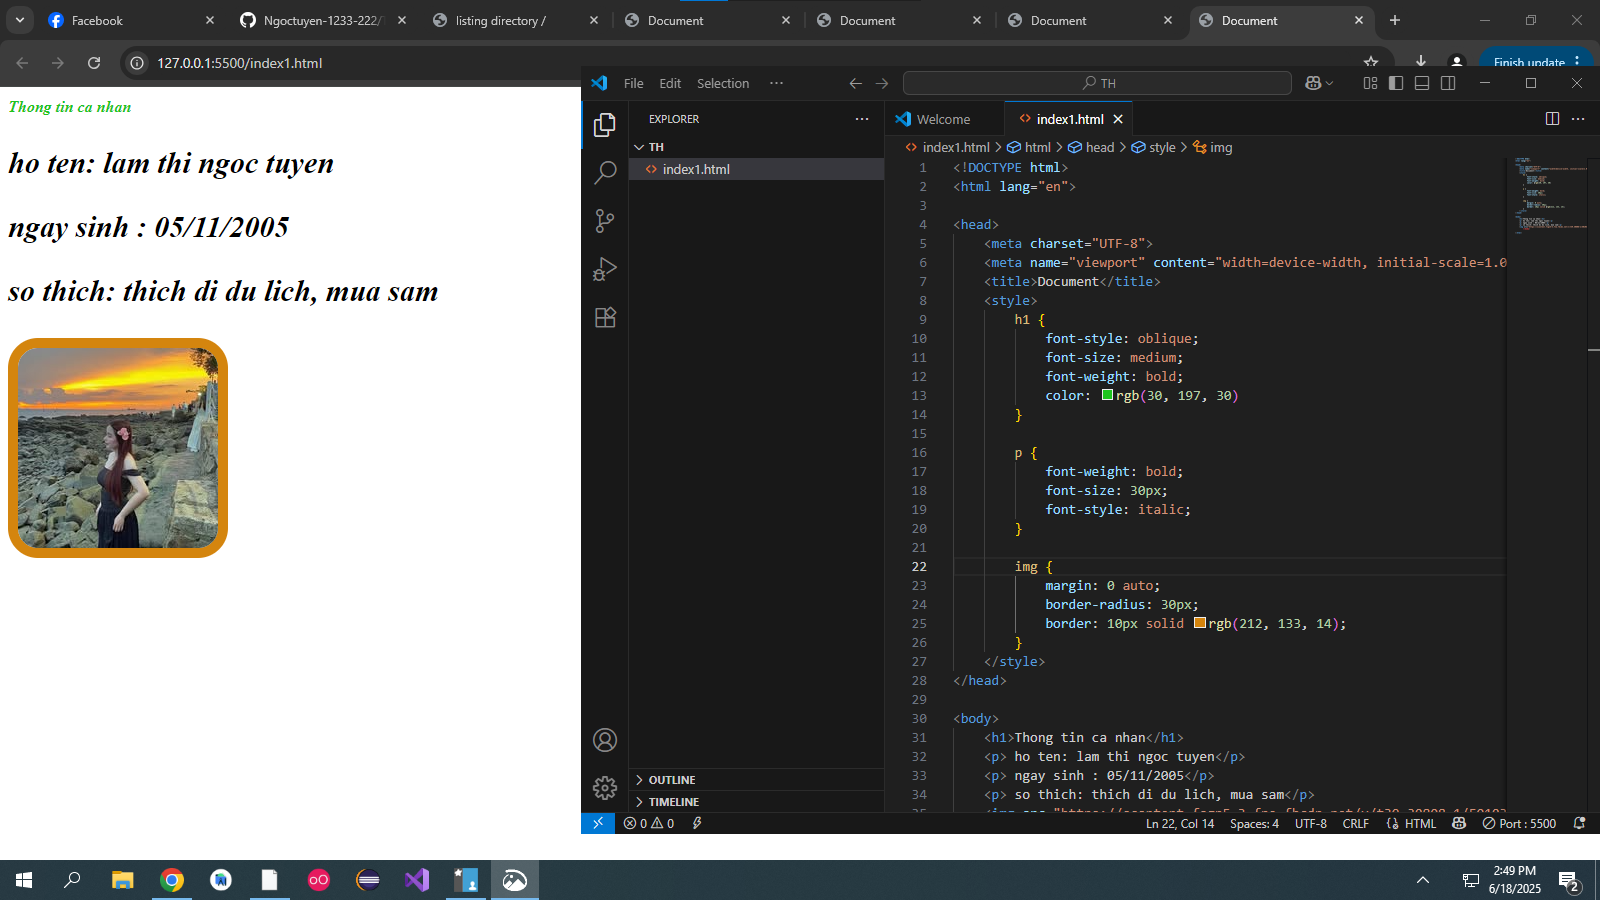 Facebook
Ngoctuyen-1233-222/
listing directory /
Document
Document
Document
Document
127.0.0.1:5500/index1.html
Finish update
Thong tin ca nhan
ho ten: lam thi ngoc tuyen
ngay sinh : 05/11/2005
so thich: thich di du lich, mua sam
File Edit Selection ···
TH
EXPLORER
TH
index1.html
OUTLINE
TIMELINE
Welcome
index1.html
index1.html > html > head > style > img
1 <!DOCTYPE html>
2 <html lang="en">
3
4 <head>
5 <meta charset="UTF-8">
6 <meta name="viewport" content="width=device-width, initial-scale=1.0
7 <title>Document</title>
8 <style>
9 h1 {
10 font-style: oblique;
11 font-size: medium;
12 font-weight: bold;
13 color: rgb(30, 197, 30)
14 }
15
16 p {
17 font-weight: bold;
18 font-size: 30px;
19 font-style: italic;
20 }
21
22 img {
23 margin: 0 auto;
24 border-radius: 30px;
25 border: 10px solid rgb(212, 133, 14);
26 }
27 </style>
28 </head>
29
30 <body>
31 <h1>Thong tin ca nhan</h1>
32 <p> ho ten: lam thi ngoc tuyen</p>
33 <p> ngay sinh : 05/11/2005</p>
34 <p> so thich: thich di du lich, mua sam</p>
0 0
Ln 22, Col 14 Spaces: 4 UTF-8 CRLF HTML Port : 5500
2:49 PM
6/18/2025
2